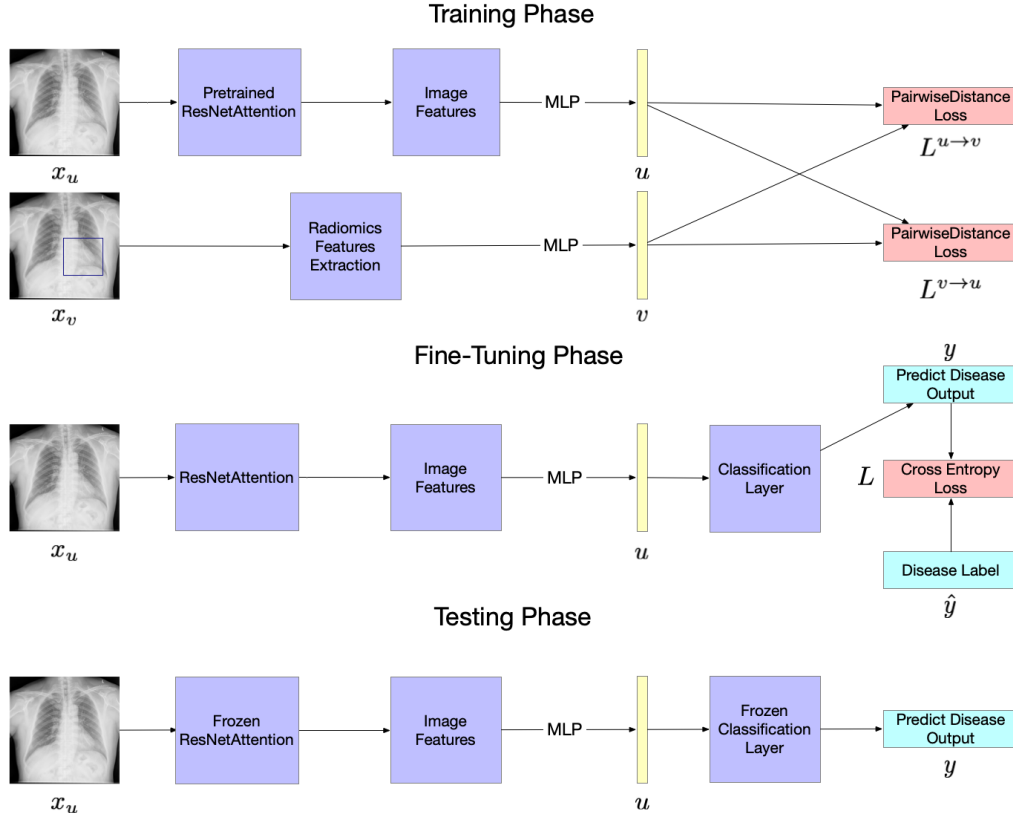 Training Phase
Pretrained
ResNetAttention
Image
Features
MLP
PairwiseDistance
Loss
x_u
u
L^{u→v}
Radiomics
Features
Extraction
MLP
PairwiseDistance
Loss
x_v
v
L^{v→u}
Fine-Tuning Phase
y
Predict Disease
Output
ResNetAttention
Image
Features
MLP
Classification
Layer
L
Cross Entropy
Loss
x_u
u
Disease Label
ŷ
Testing Phase
Frozen
ResNetAttention
Image
Features
MLP
Frozen
Classification
Layer
Predict Disease
Output
x_u
u
y